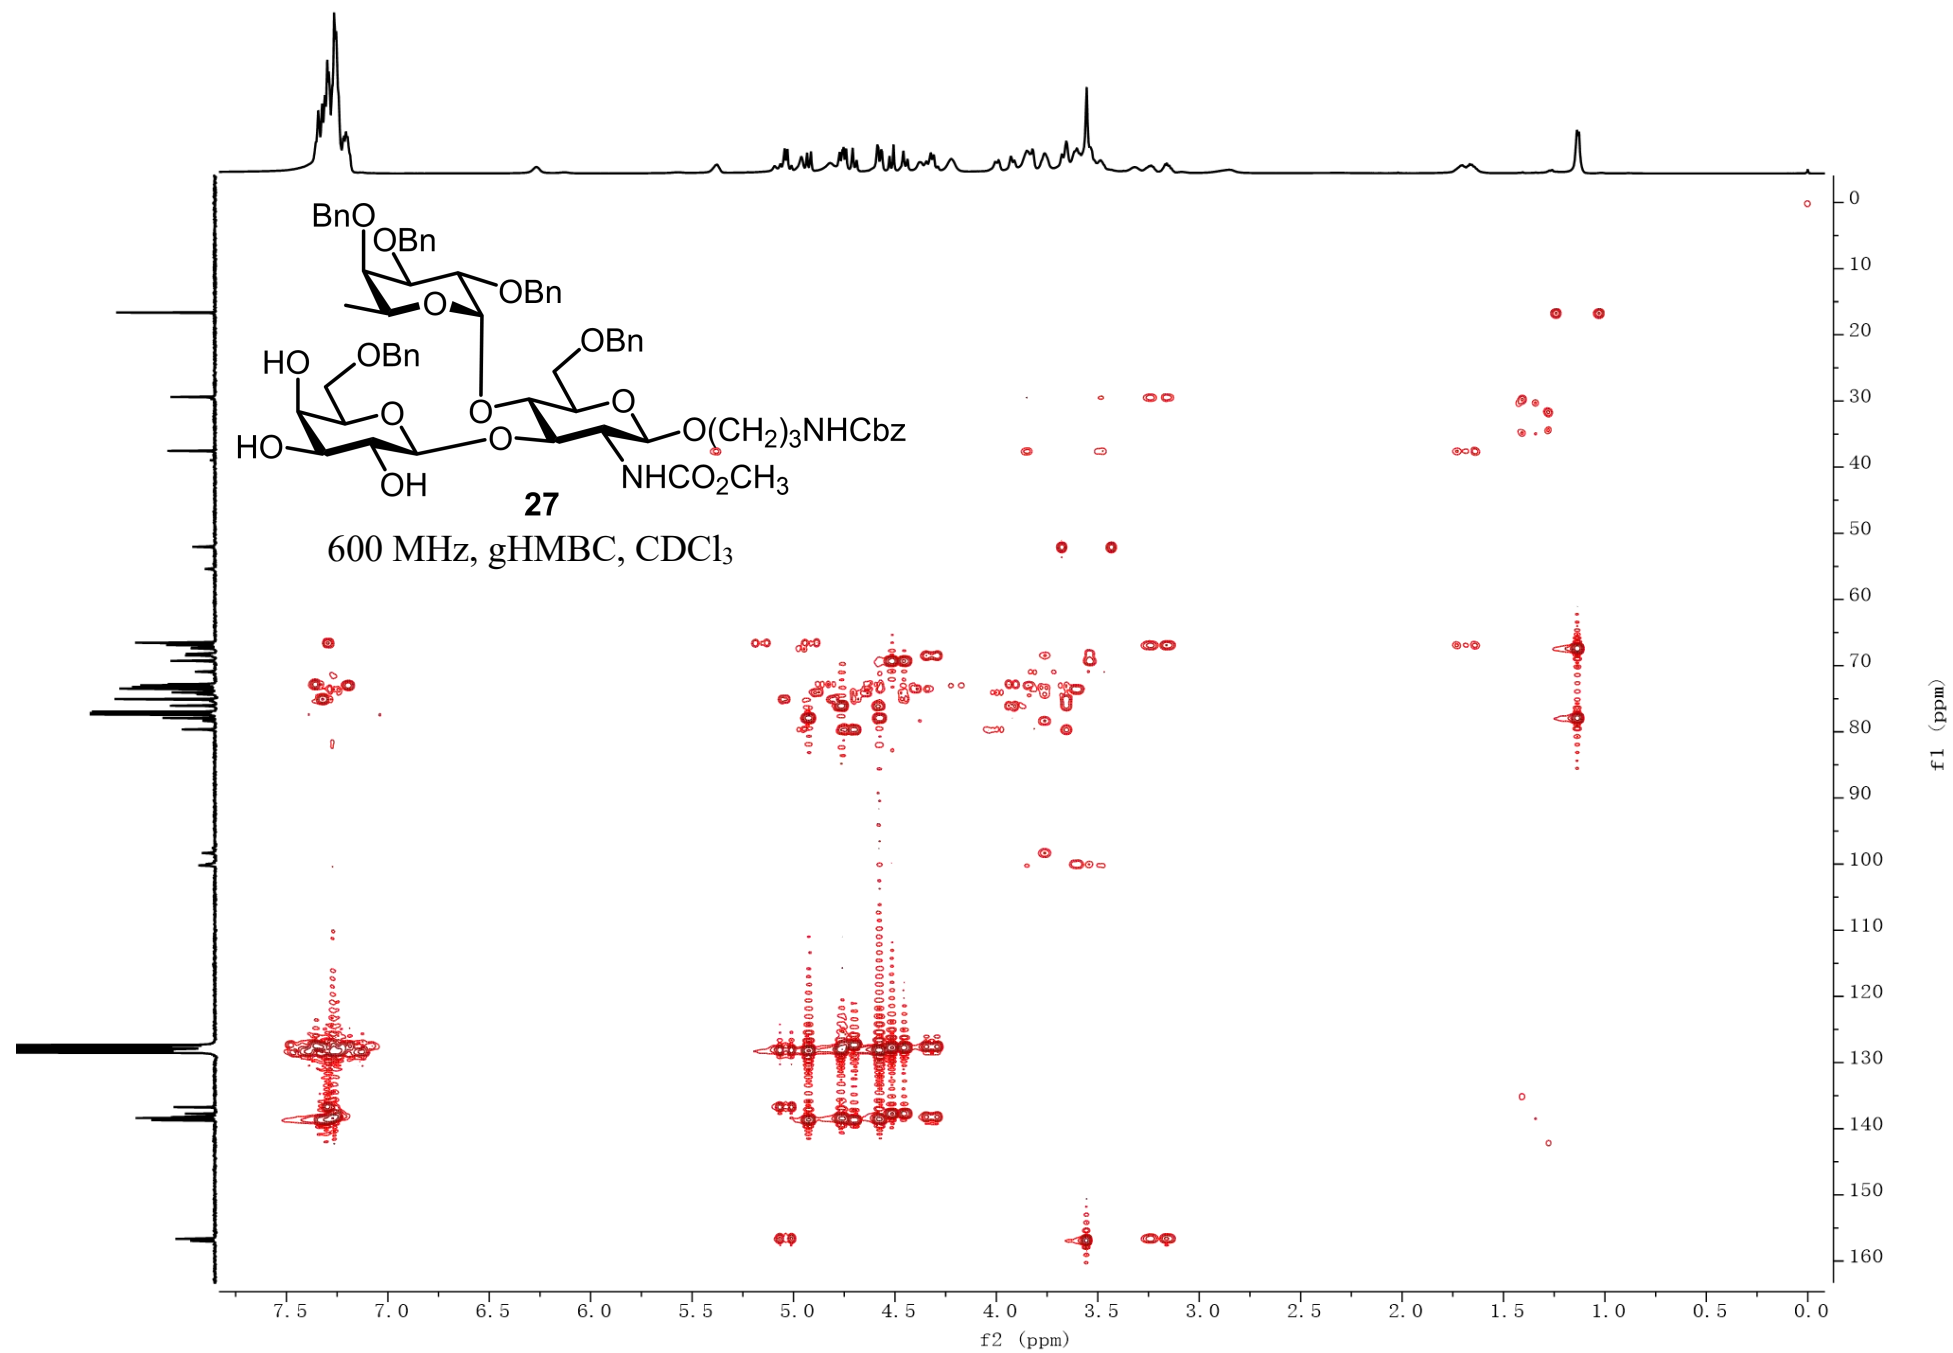 BnO
OBn
O
OBn
OBn
HO
OBn
O
O
O
HO
O
O(CH2)3NHCbz
OH
NHCO2CH3
27
600 MHz, gHMBC, CDCl3
0
10
20
30
40
50
60
70
80
90
100
110
120
130
140
150
160
f1 (ppm)
7.5 7.0 6.5 6.0 5.5 5.0 4.5 4.0 3.5 3.0 2.5 2.0 1.5 1.0 0.5 0.0
f2 (ppm)